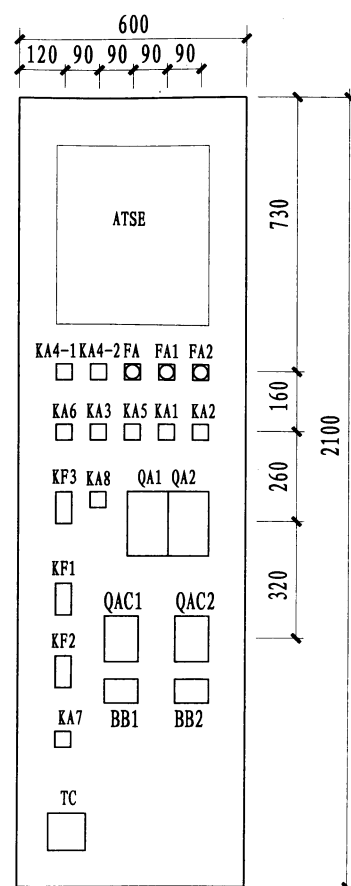 600
120 90 90 90 90
ATSE
730
KA4-1 KA4-2 FA FA1 FA2
160
KA6 KA3 KA5 KA1 KA2
2100
260
KF3 KA8 QA1 QA2
320
KF1
QAC1 QAC2
KF2
BB1 BB2
KA7
TC